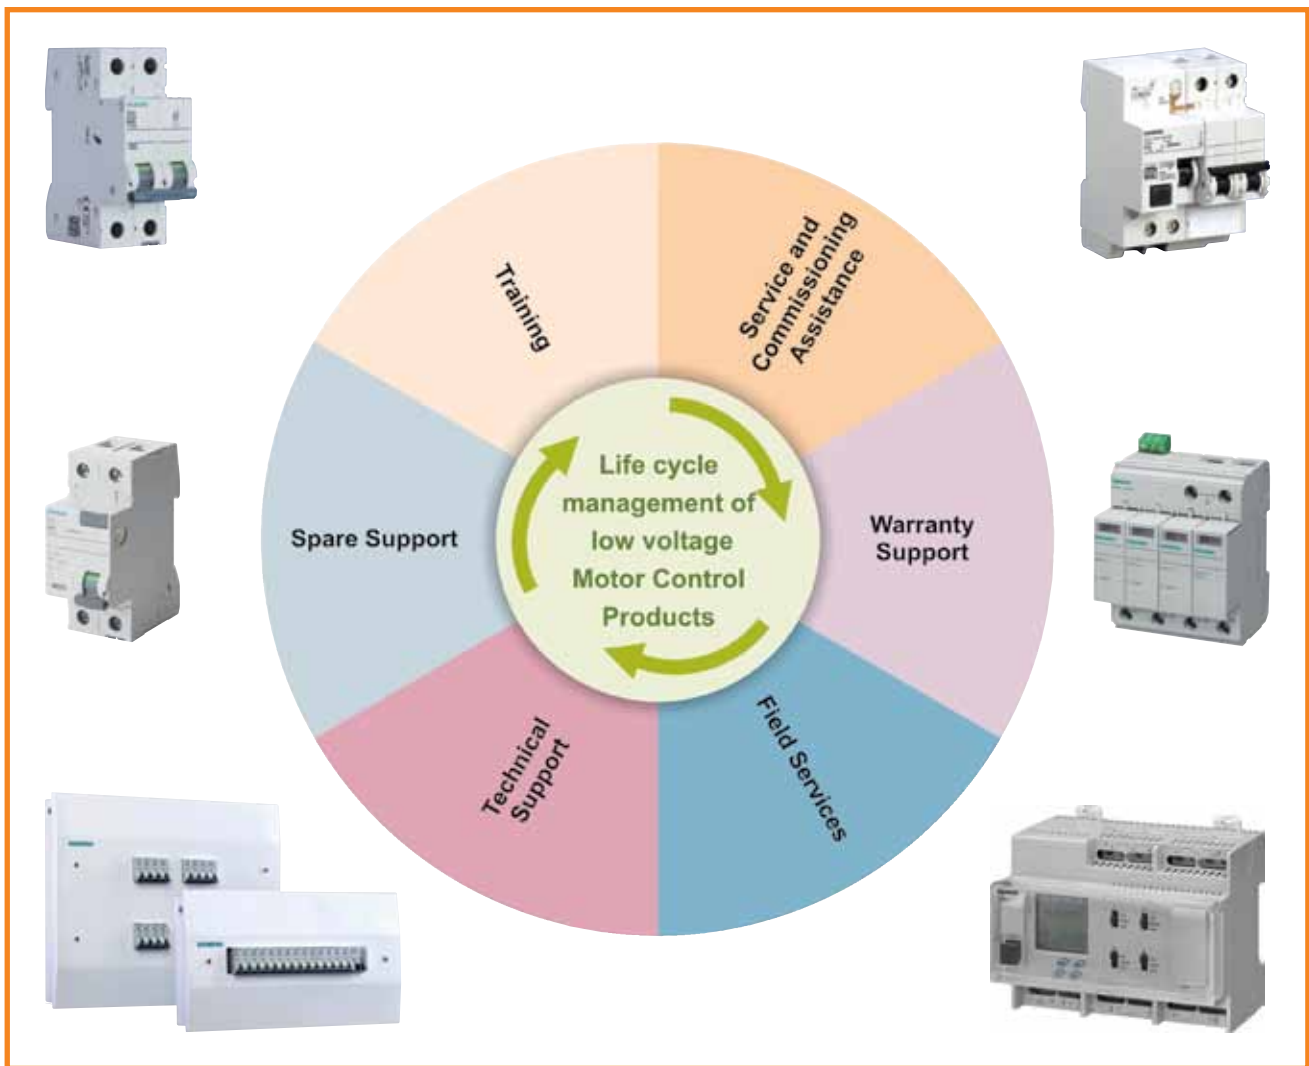 Training
Service and
Commissioning
Assistance
Warranty
Support
Field Services
Technical
Support
Spare Support
Life cycle
management of
low voltage
Motor Control
Products
SIEMENS